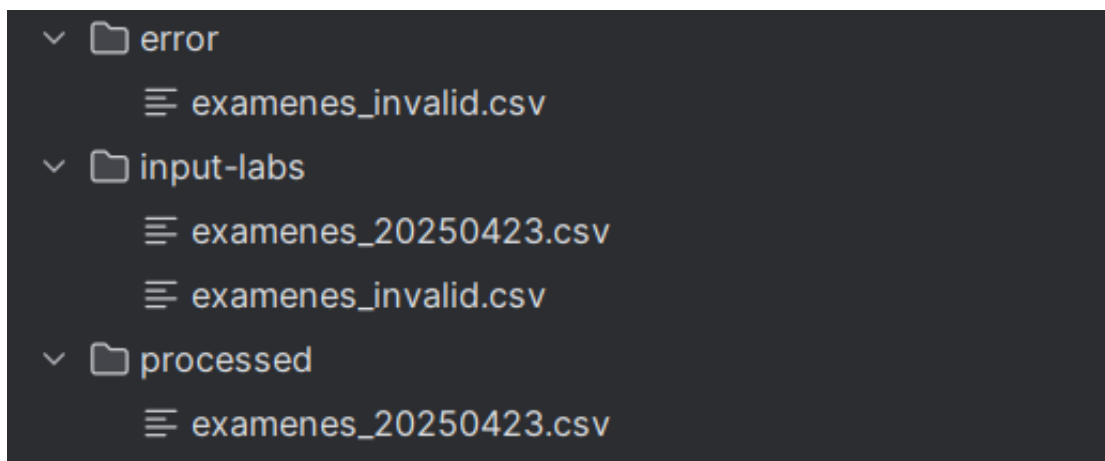 error
examenes_invalid.csv
input-labs
examenes_20250423.csv
examenes_invalid.csv
processed
examenes_20250423.csv